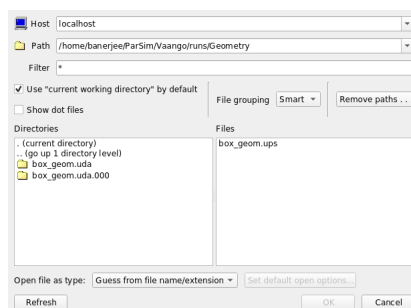 Host localhost
Path /home/banerjee/ParSim/Vaango/runs/Geometry
Filter *
Use "current working directory" by default
Show dot files
File grouping Smart
Remove paths . .
Directories
Files
. (current directory)
.. (go up 1 directory level)
box_geom.uda
box_geom.uda.000
box_geom.ups
Open file as type: Guess from file name/extension
Set default open options...
Refresh
OK
Cancel